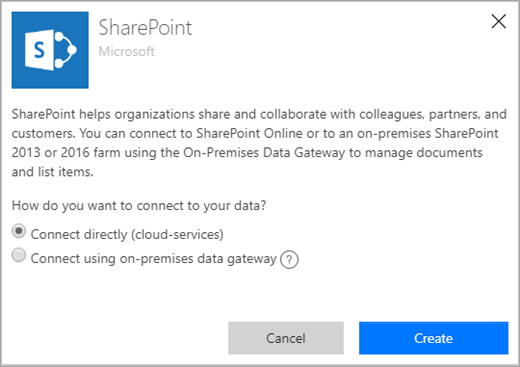 SharePoint
Microsoft
S
SharePoint helps organizations share and collaborate with colleagues, partners, and
customers. You can connect to SharePoint Online or to an on-premises SharePoint
2013 or 2016 farm using the On-Premises Data Gateway to manage documents
and list items.
How do you want to connect to your data?
Connect directly (cloud-services)
Connect using on-premises data gateway ?
Cancel
Create